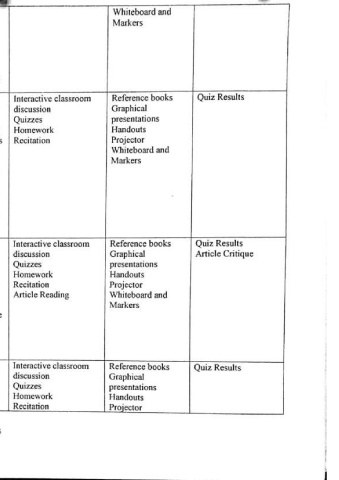 Whiteboard and
Markers
Interactive classroom
discussion
Quizzes
Homework
Recitation
Reference books
Graphical
presentations
Handouts
Projector
Whiteboard and
Markers
Quiz Results
Interactive classroom
discussion
Quizzes
Homework
Recitation
Article Reading
Reference books
Graphical
presentations
Handouts
Projector
Whiteboard and
Markers
Quiz Results
Article Critique
Interactive classroom
discussion
Quizzes
Homework
Recitation
Reference books
Graphical
presentations
Handouts
Projector
Quiz Results